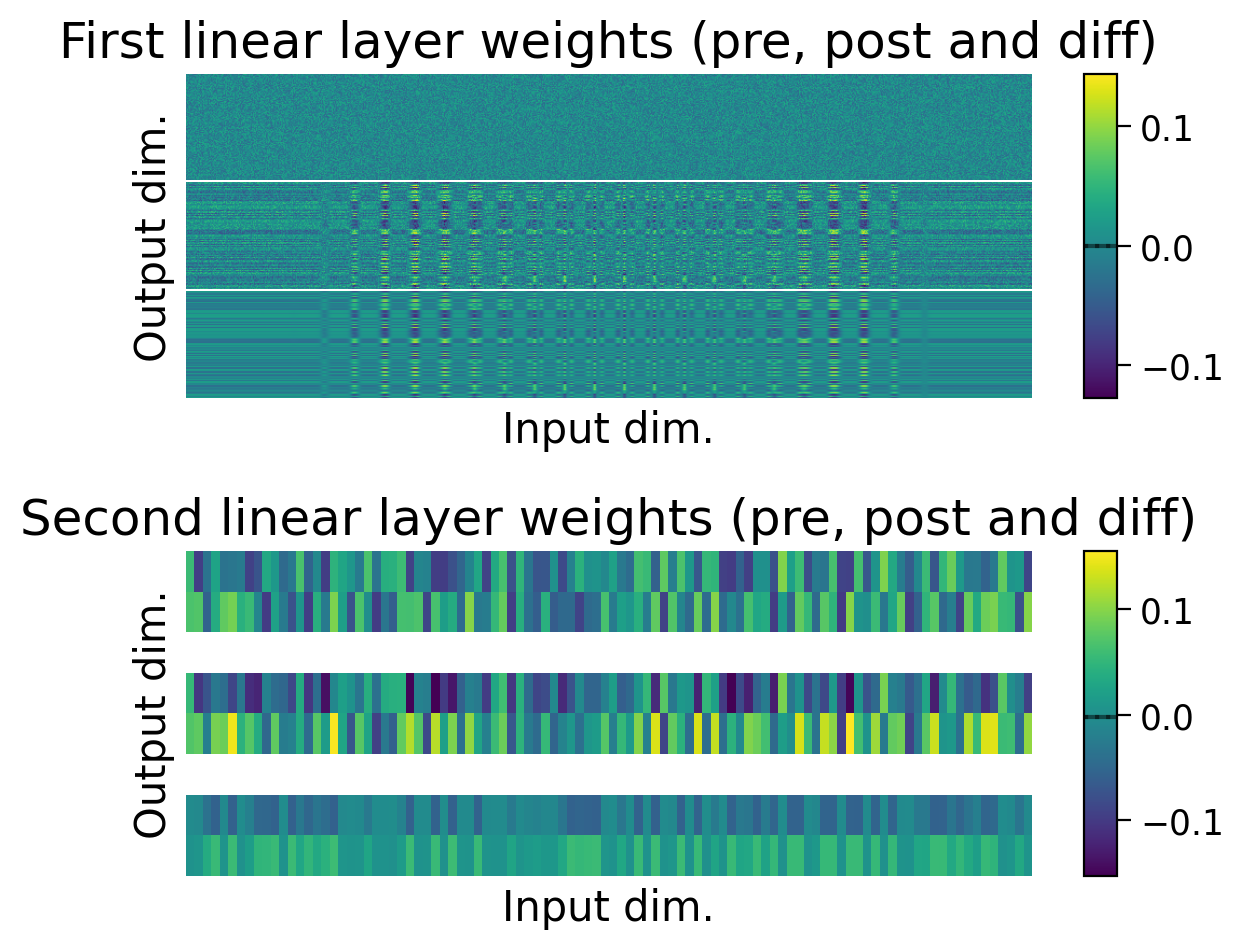 First linear layer weights (pre, post and diff)
Output dim.
0.1
0.0
−0.1
Input dim.
Second linear layer weights (pre, post and diff)
Output dim.
0.1
0.0
−0.1
Input dim.